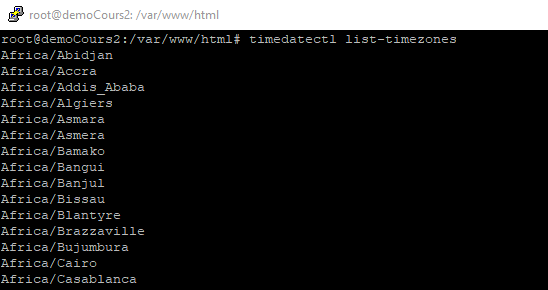 root@demoCours2: /var/www/html
root@demoCours2:/var/www/html# timedatectl list-timezones
Africa/Abidjan
Africa/Accra
Africa/Addis_Ababa
Africa/Algiers
Africa/Asmara
Africa/Asmera
Africa/Bamako
Africa/Bangui
Africa/Banjul
Africa/Bissau
Africa/Blantyre
Africa/Brazzaville
Africa/Bujumbura
Africa/Cairo
Africa/Casablanca